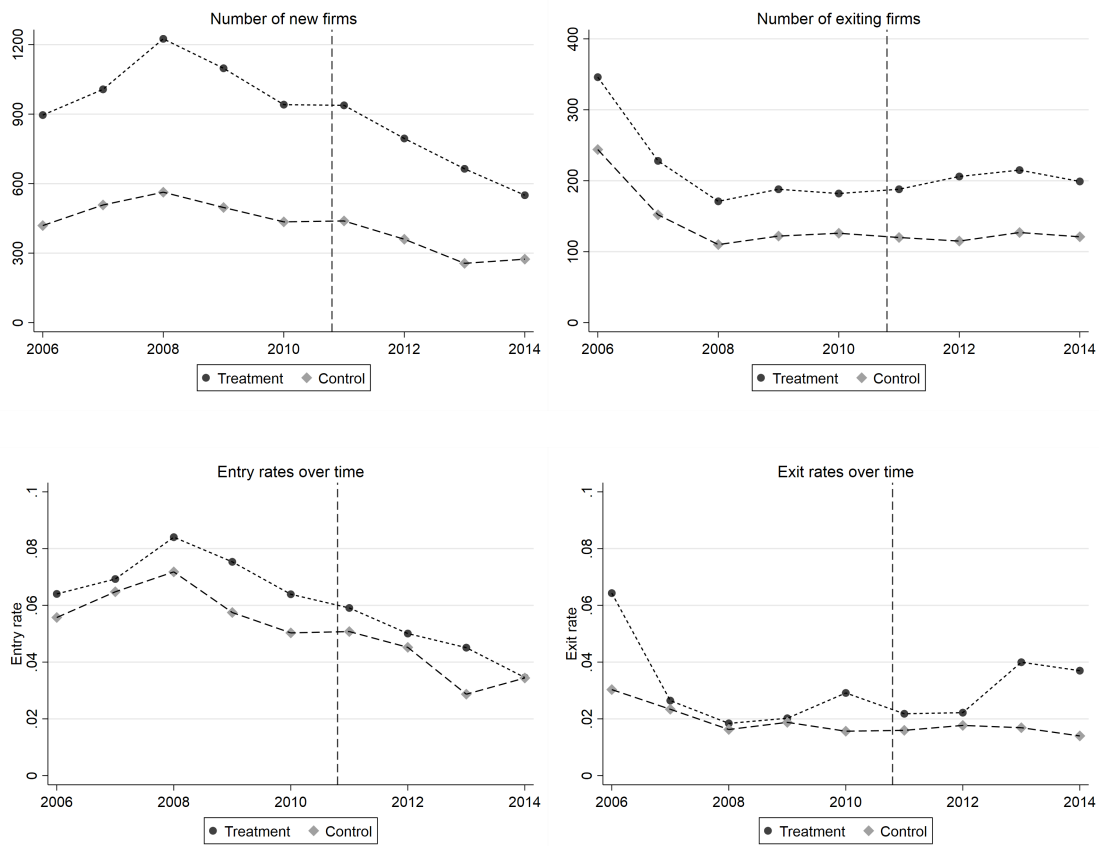 Number of new firms
1200
900
600
300
0
2006 2008 2010 2012 2014
Treatment Control
Number of exiting firms
400
300
200
100
0
2006 2008 2010 2012 2014
Treatment Control
Entry rates over time
Entry rate
.1
.08
.06
.04
.02
0
2006 2008 2010 2012 2014
Treatment Control
Exit rates over time
Exit rate
.1
.08
.06
.04
.02
0
2006 2008 2010 2012 2014
Treatment Control